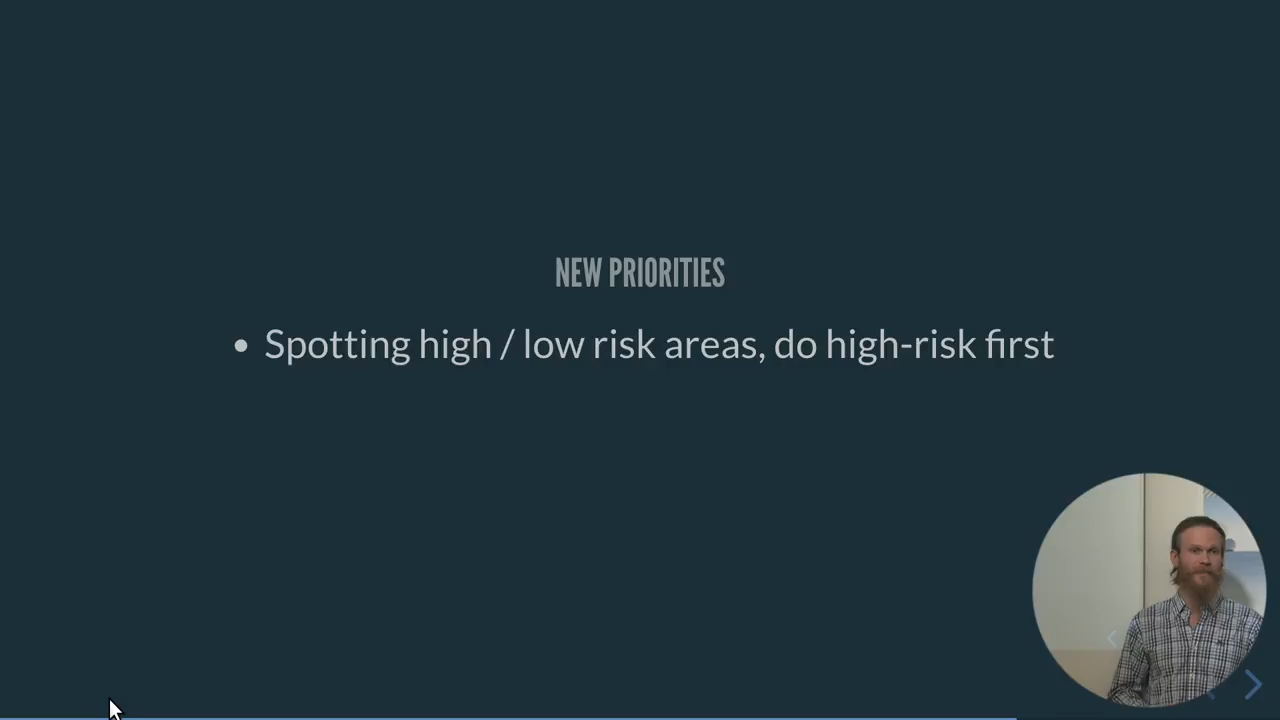 NEW PRIORITIES
• Spotting high / low risk areas, do high-risk first